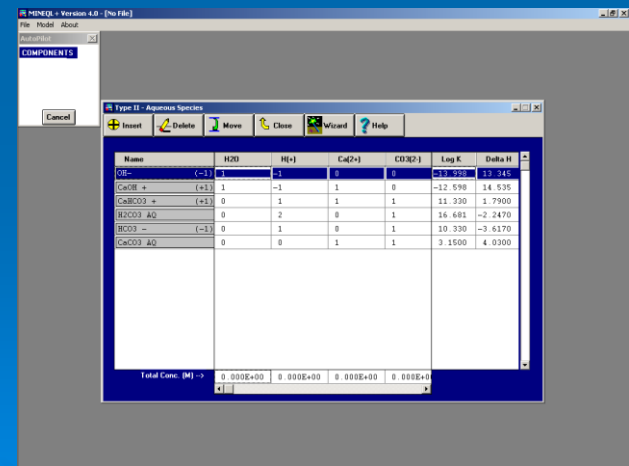 MINEQL+ Version 4.0 - [No File]
File Model About
AutoPilot
COMPONENTS
Cancel
Type II - Aqueous Species
Insert Delete Move Close Wizard Help
Name H2O H(+) Ca(2+) CO3(2-) Log K Delta H
OH- (-1) 1 -1 0 0 -13.998 13.345
CaOH + (+1) 1 -1 1 0 -12.598 14.535
CaHCO3 + (+1) 0 1 1 1 11.330 1.7900
H2CO3 AQ 0 2 0 1 16.681 -2.2470
HCO3 - (-1) 0 1 0 1 10.330 -3.6170
CaCO3 AQ 0 0 1 1 3.1500 4.0300
Total Conc. (M) --> 0.000E+00 0.000E+00 0.000E+00 0.000E+0